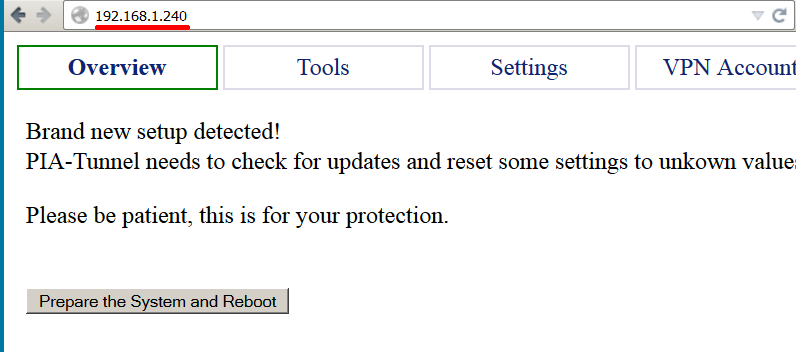 192.168.1.240
Overview Tools Settings VPN Account
Brand new setup detected!
PIA-Tunnel needs to check for updates and reset some settings to unkown values
Please be patient, this is for your protection.
Prepare the System and Reboot